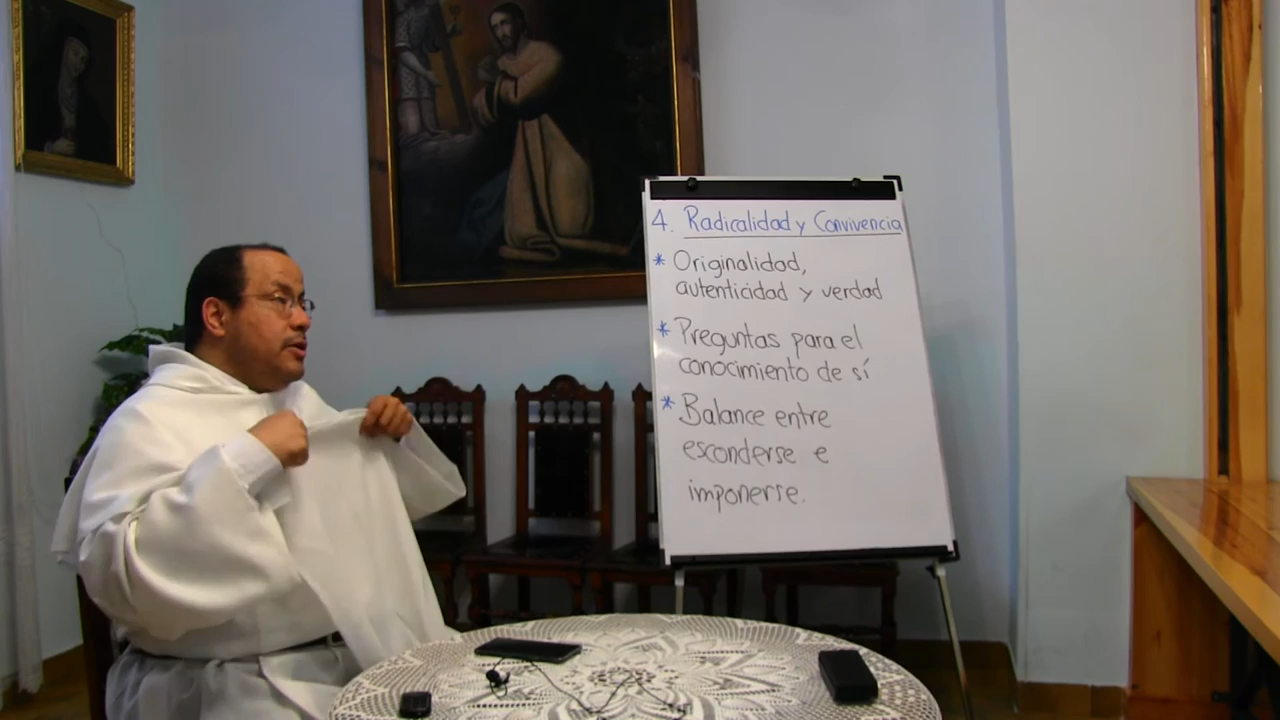 4. Radicalidad y Convivencia
* Originalidad,
autenticidad y verdad
* Preguntas para el
conocimiento de sí
* Balance entre
esconderse e
imponerse.